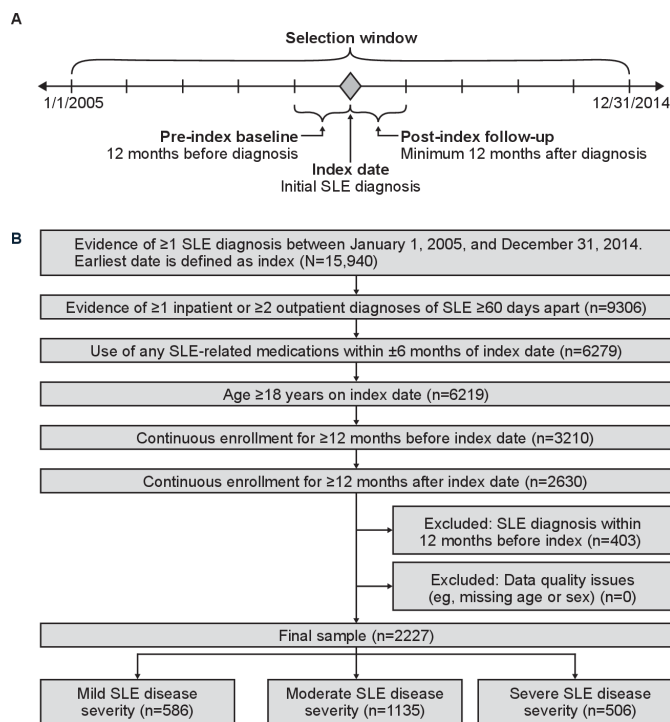 A
Selection window
1/1/2005
12/31/2014
Pre-index baseline
12 months before diagnosis
Post-index follow-up
Minimum 12 months after diagnosis
Index date
Initial SLE diagnosis
B
Evidence of ≥1 SLE diagnosis between January 1, 2005, and December 31, 2014.
Earliest date is defined as index (N=15,940)
Evidence of ≥1 inpatient or ≥2 outpatient diagnoses of SLE ≥60 days apart (n=9306)
Use of any SLE-related medications within ±6 months of index date (n=6279)
Age ≥18 years on index date (n=6219)
Continuous enrollment for ≥12 months before index date (n=3210)
Continuous enrollment for ≥12 months after index date (n=2630)
Excluded: SLE diagnosis within
12 months before index (n=403)
Excluded: Data quality issues
(eg, missing age or sex) (n=0)
Final sample (n=2227)
Mild SLE disease
severity (n=586)
Moderate SLE disease
severity (n=1135)
Severe SLE disease
severity (n=506)